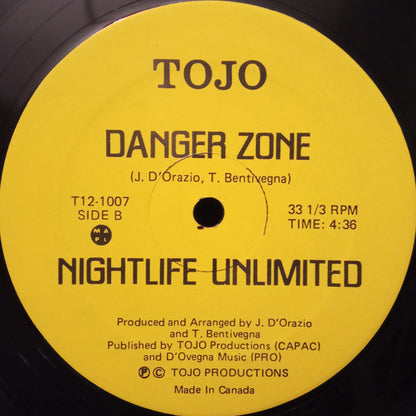 TOJO
DANGER ZONE
(J. D'Orazio, T. Bentivegna)
T12-1007
SIDE B
MAPL
33 1/3 RPM
TIME: 4:36
NIGHTLIFE UNLIMITED
Produced and Arranged by J. D'Orazio
and T. Bentivegna
Published by TOJO Productions (CAPAC)
and D'Ovegna Music (PRO)
Ⓟ © TOJO PRODUCTIONS
Made In Canada